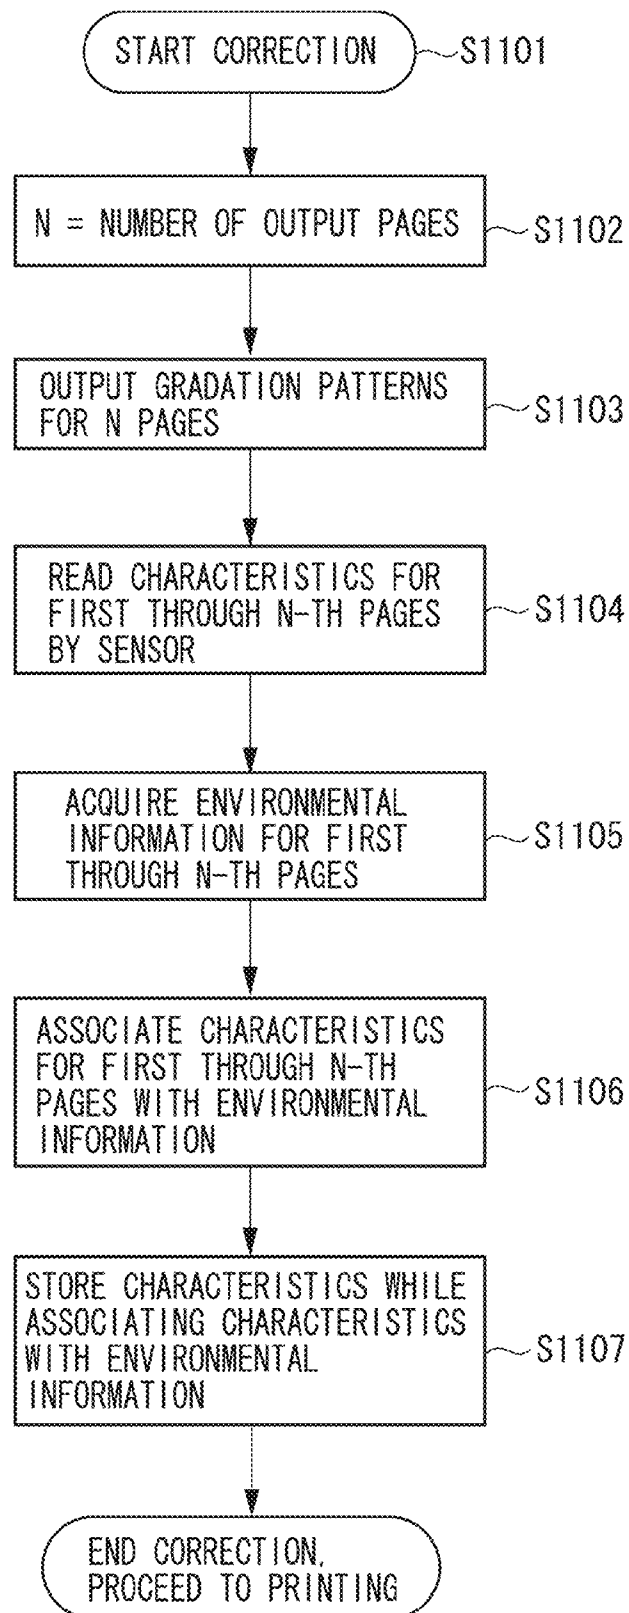 START CORRECTION
S1101
N = NUMBER OF OUTPUT PAGES
S1102
OUTPUT GRADATION PATTERNS
FOR N PAGES
S1103
READ CHARACTERISTICS FOR
FIRST THROUGH N-TH PAGES
BY SENSOR
S1104
ACQUIRE ENVIRONMENTAL
INFORMATION FOR FIRST
THROUGH N-TH PAGES
S1105
ASSOCIATE CHARACTERISTICS
FOR FIRST THROUGH N-TH
PAGES WITH ENVIRONMENTAL
INFORMATION
S1106
STORE CHARACTERISTICS WHILE
ASSOCIATING CHARACTERISTICS
WITH ENVIRONMENTAL
INFORMATION
S1107
END CORRECTION,
PROCEED TO PRINTING